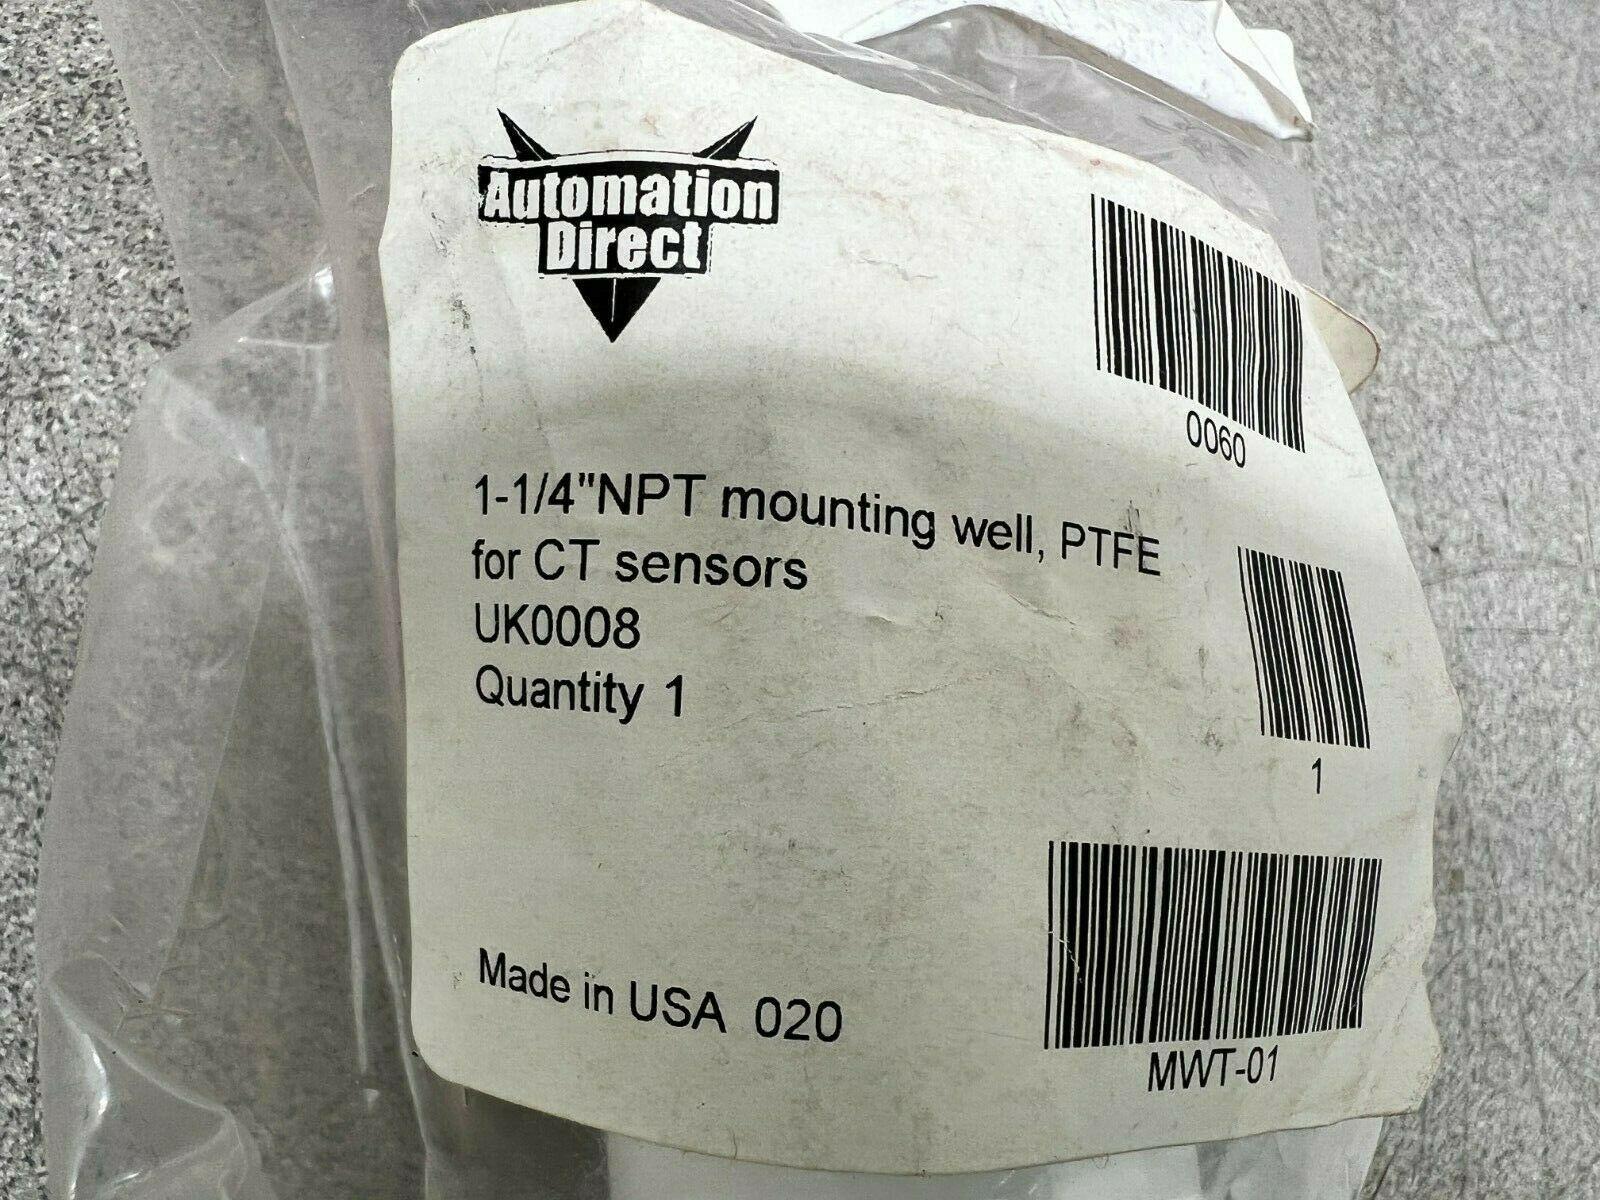 Automation
Direct
0060
1-1/4"NPT mounting well, PTFE
for CT sensors
UK0008
Quantity 1
1
Made in USA 020
MWT-01